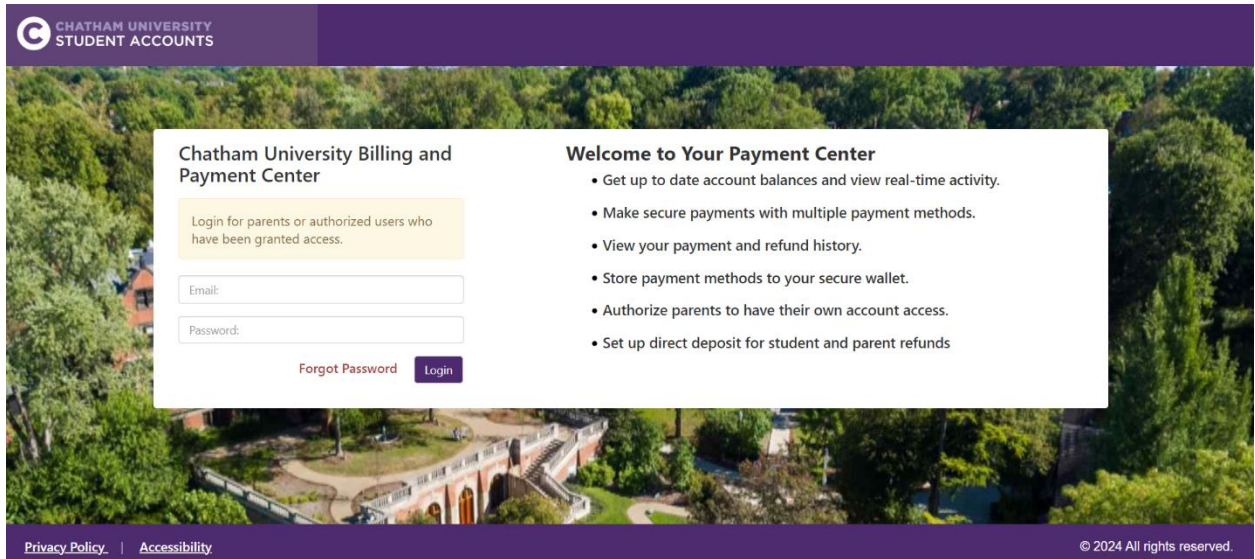 C CHATHAM UNIVERSITY
STUDENT ACCOUNTS
Chatham University Billing and
Payment Center
Login for parents or authorized users who
have been granted access.
Email:
Password:
Forgot Password
Login
Welcome to Your Payment Center
• Get up to date account balances and view real-time activity.
• Make secure payments with multiple payment methods.
• View your payment and refund history.
• Store payment methods to your secure wallet.
• Authorize parents to have their own account access.
• Set up direct deposit for student and parent refunds
Privacy Policy | Accessibility
© 2024 All rights reserved.